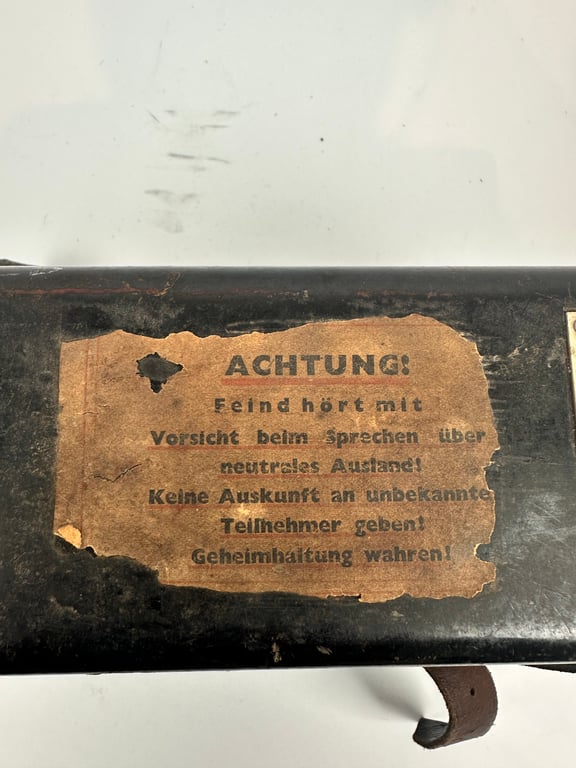 ACHTUNG!
Feind hört mit
Vorsicht beim Sprechen über
neutrales Ausland!
Keine Auskunft an unbekannte
Teilnehmer geben!
Geheimhaltung wahren!